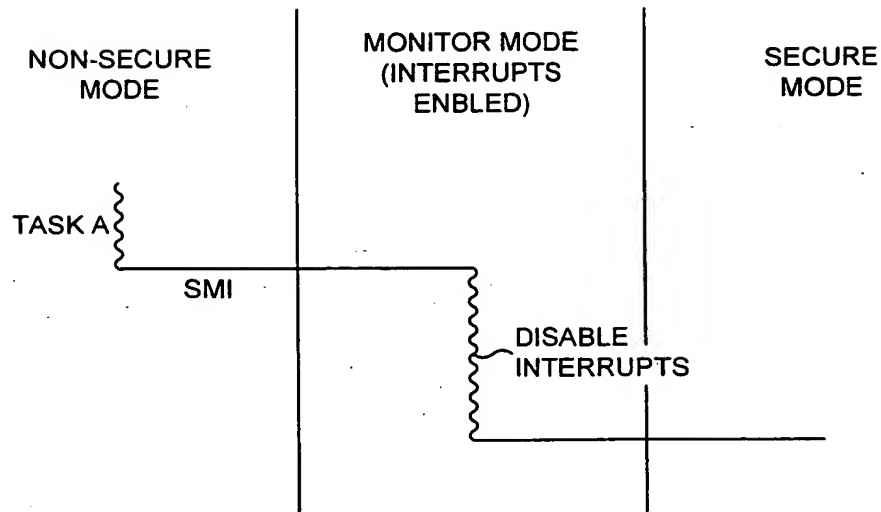 NON-SECURE
MODE
MONITOR MODE
(INTERRUPTS
ENBLED)
SECURE
MODE
TASK A
SMI
DISABLE
INTERRUPTS